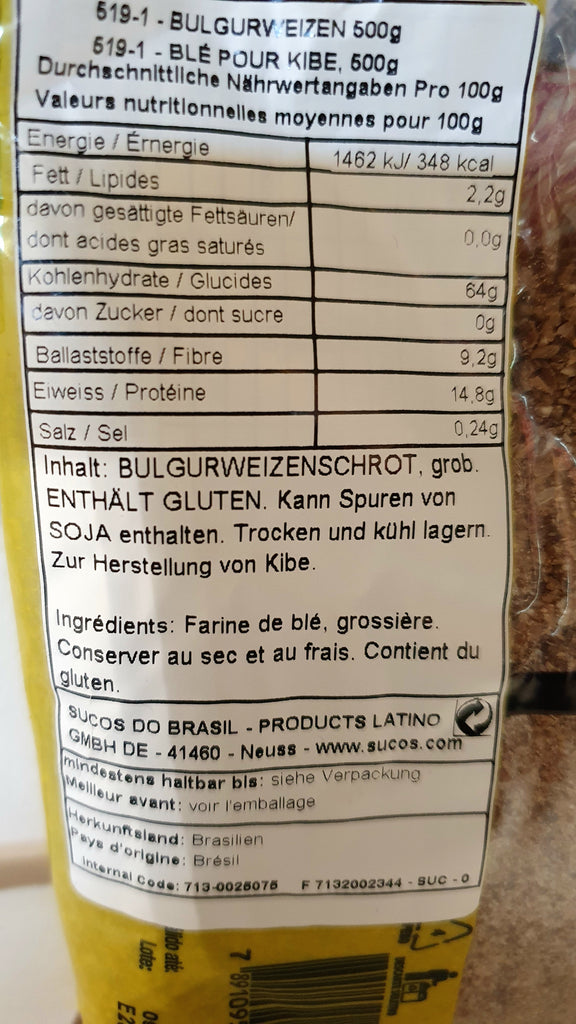 519-1 - BULGURWEIZEN 500g
519-1 - BLÉ POUR KIBE, 500g
Durchschnittliche Nährwertangaben Pro 100g
Valeurs nutritionnelles moyennes pour 100g
Energie / Érnergie 1462 kJ/ 348 kcal
Fett / Lipides 2,2g
davon gesättigte Fettsäuren/
dont acides gras saturés 0,0g
Kohlenhydrate / Glucides 64g
davon Zucker / dont sucre 0g
Ballaststoffe / Fibre 9,2g
Eiweiss / Protéine 14,8g
Salz / Sel 0,24g
Inhalt: BULGURWEIZENSCHROT, grob.
ENTHÄLT GLUTEN. Kann Spuren von
SOJA enthalten. Trocken und kühl lagern.
Zur Herstellung von Kibe.
Ingrédients: Farine de blé, grossière.
Conserver au sec et au frais. Contient du
gluten.
SUCOS DO BRASIL - PRODUCTS LATINO
GMBH DE - 41460 - Neuss - www.sucos.com
mindestens haltbar bis: siehe Verpackung
Meilleur avant: voir l'emballage
Herkunftsland: Brasilien
Pays d'origine: Brésil
Internal Code: 713-0025075 F 7132002344 - SUC - 0
até:
Lote: